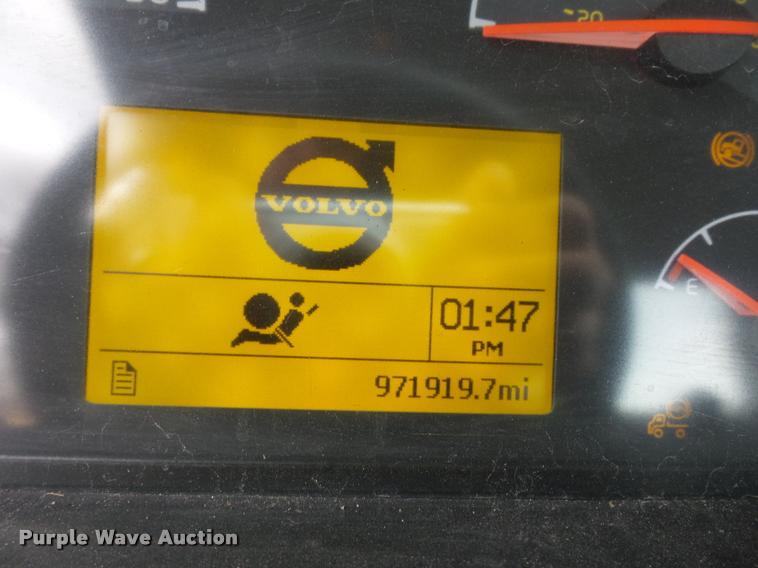 20
VOLVO
01:47
PM
E
971919.7mi
Purple Wave Auction